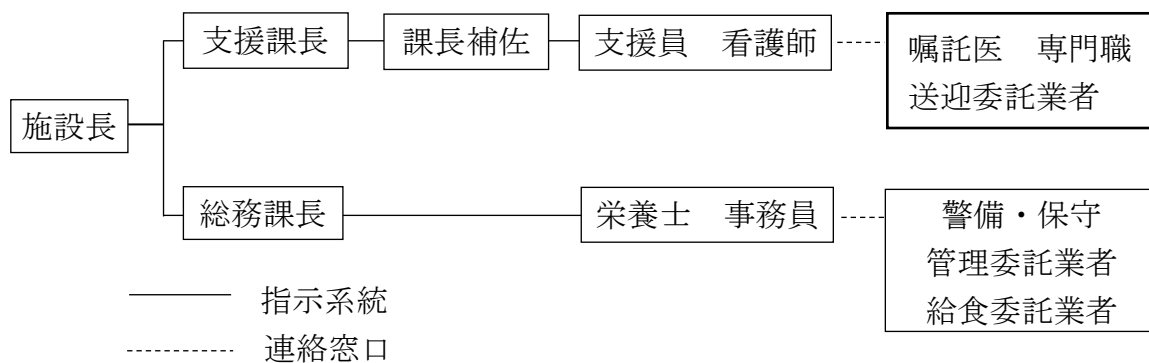 支援課長
課長補佐
支援員　看護師
嘱託医　専門職
送迎委託業者
施設長
総務課長
栄養士　事務員
警備・保守
管理委託業者
給食委託業者
指示系統
連絡窓口